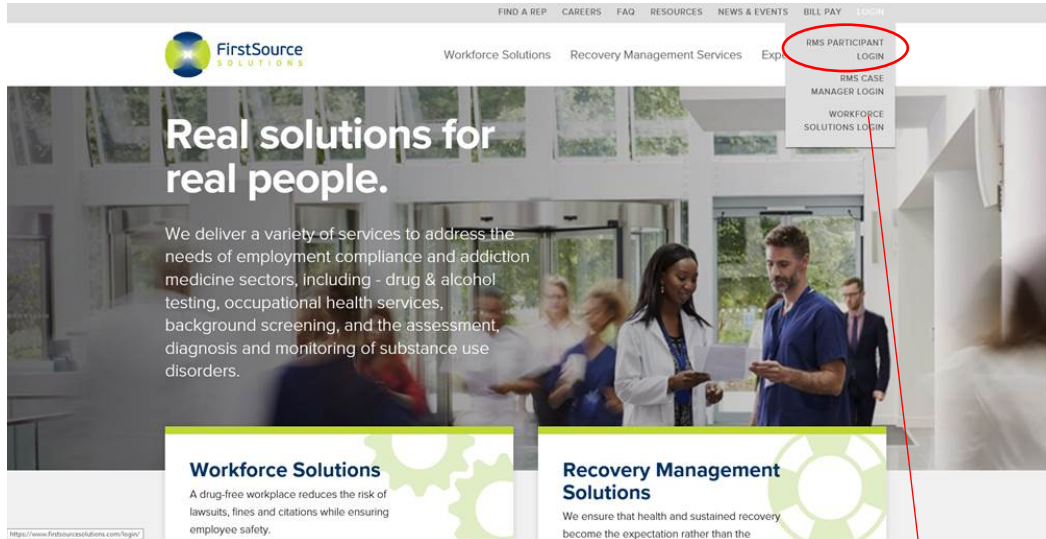 FIND A REP CAREERS FAQ RESOURCES NEWS & EVENTS BILL PAY LOGIN
FirstSource
SOLUTIONS
Workforce Solutions Recovery Management Services
RMS PARTICIPANT
LOGIN
RMS CASE
MANAGER LOGIN
WORKFORCE
SOLUTIONS LOGIN
Real solutions for
real people.
We deliver a variety of services to address the
needs of employment compliance and addiction
medicine sectors, including - drug & alcohol
testing, occupational health services,
background screening, and the assessment,
diagnosis and monitoring of substance use
disorders.
Workforce Solutions
A drug-free workplace reduces the risk of
lawsuits, fines and citations while ensuring
employee safety.
Recovery Management
Solutions
We ensure that health and sustained recovery
become the expectation rather than the
https://www.firstsourcesolutions.com/login/